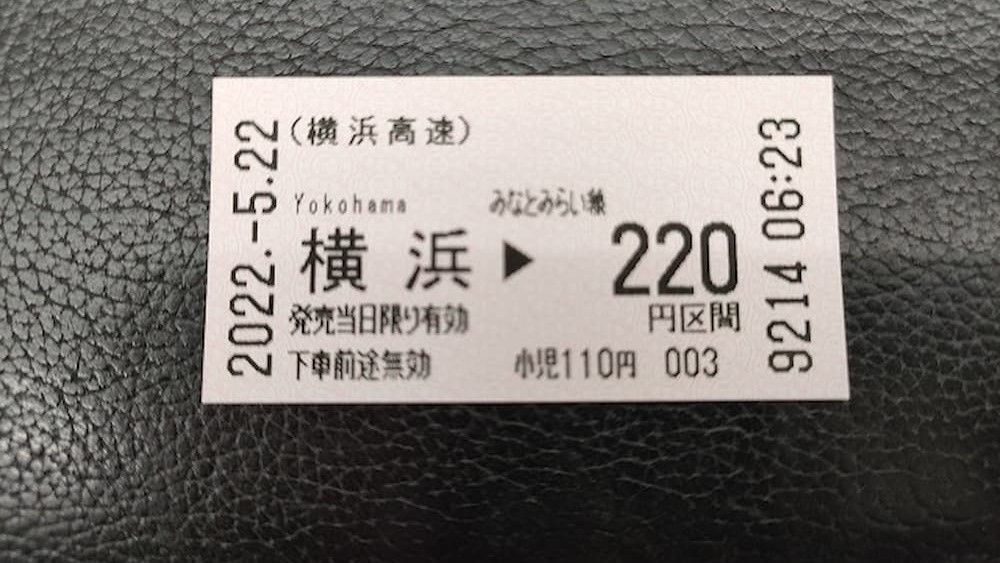 2022.-5.22
(横浜高速)
Yokohama みなとみらい線
横浜▶220
発売当日限り有効 円区間
下車前途無効 小児110円 003
9214 06:23